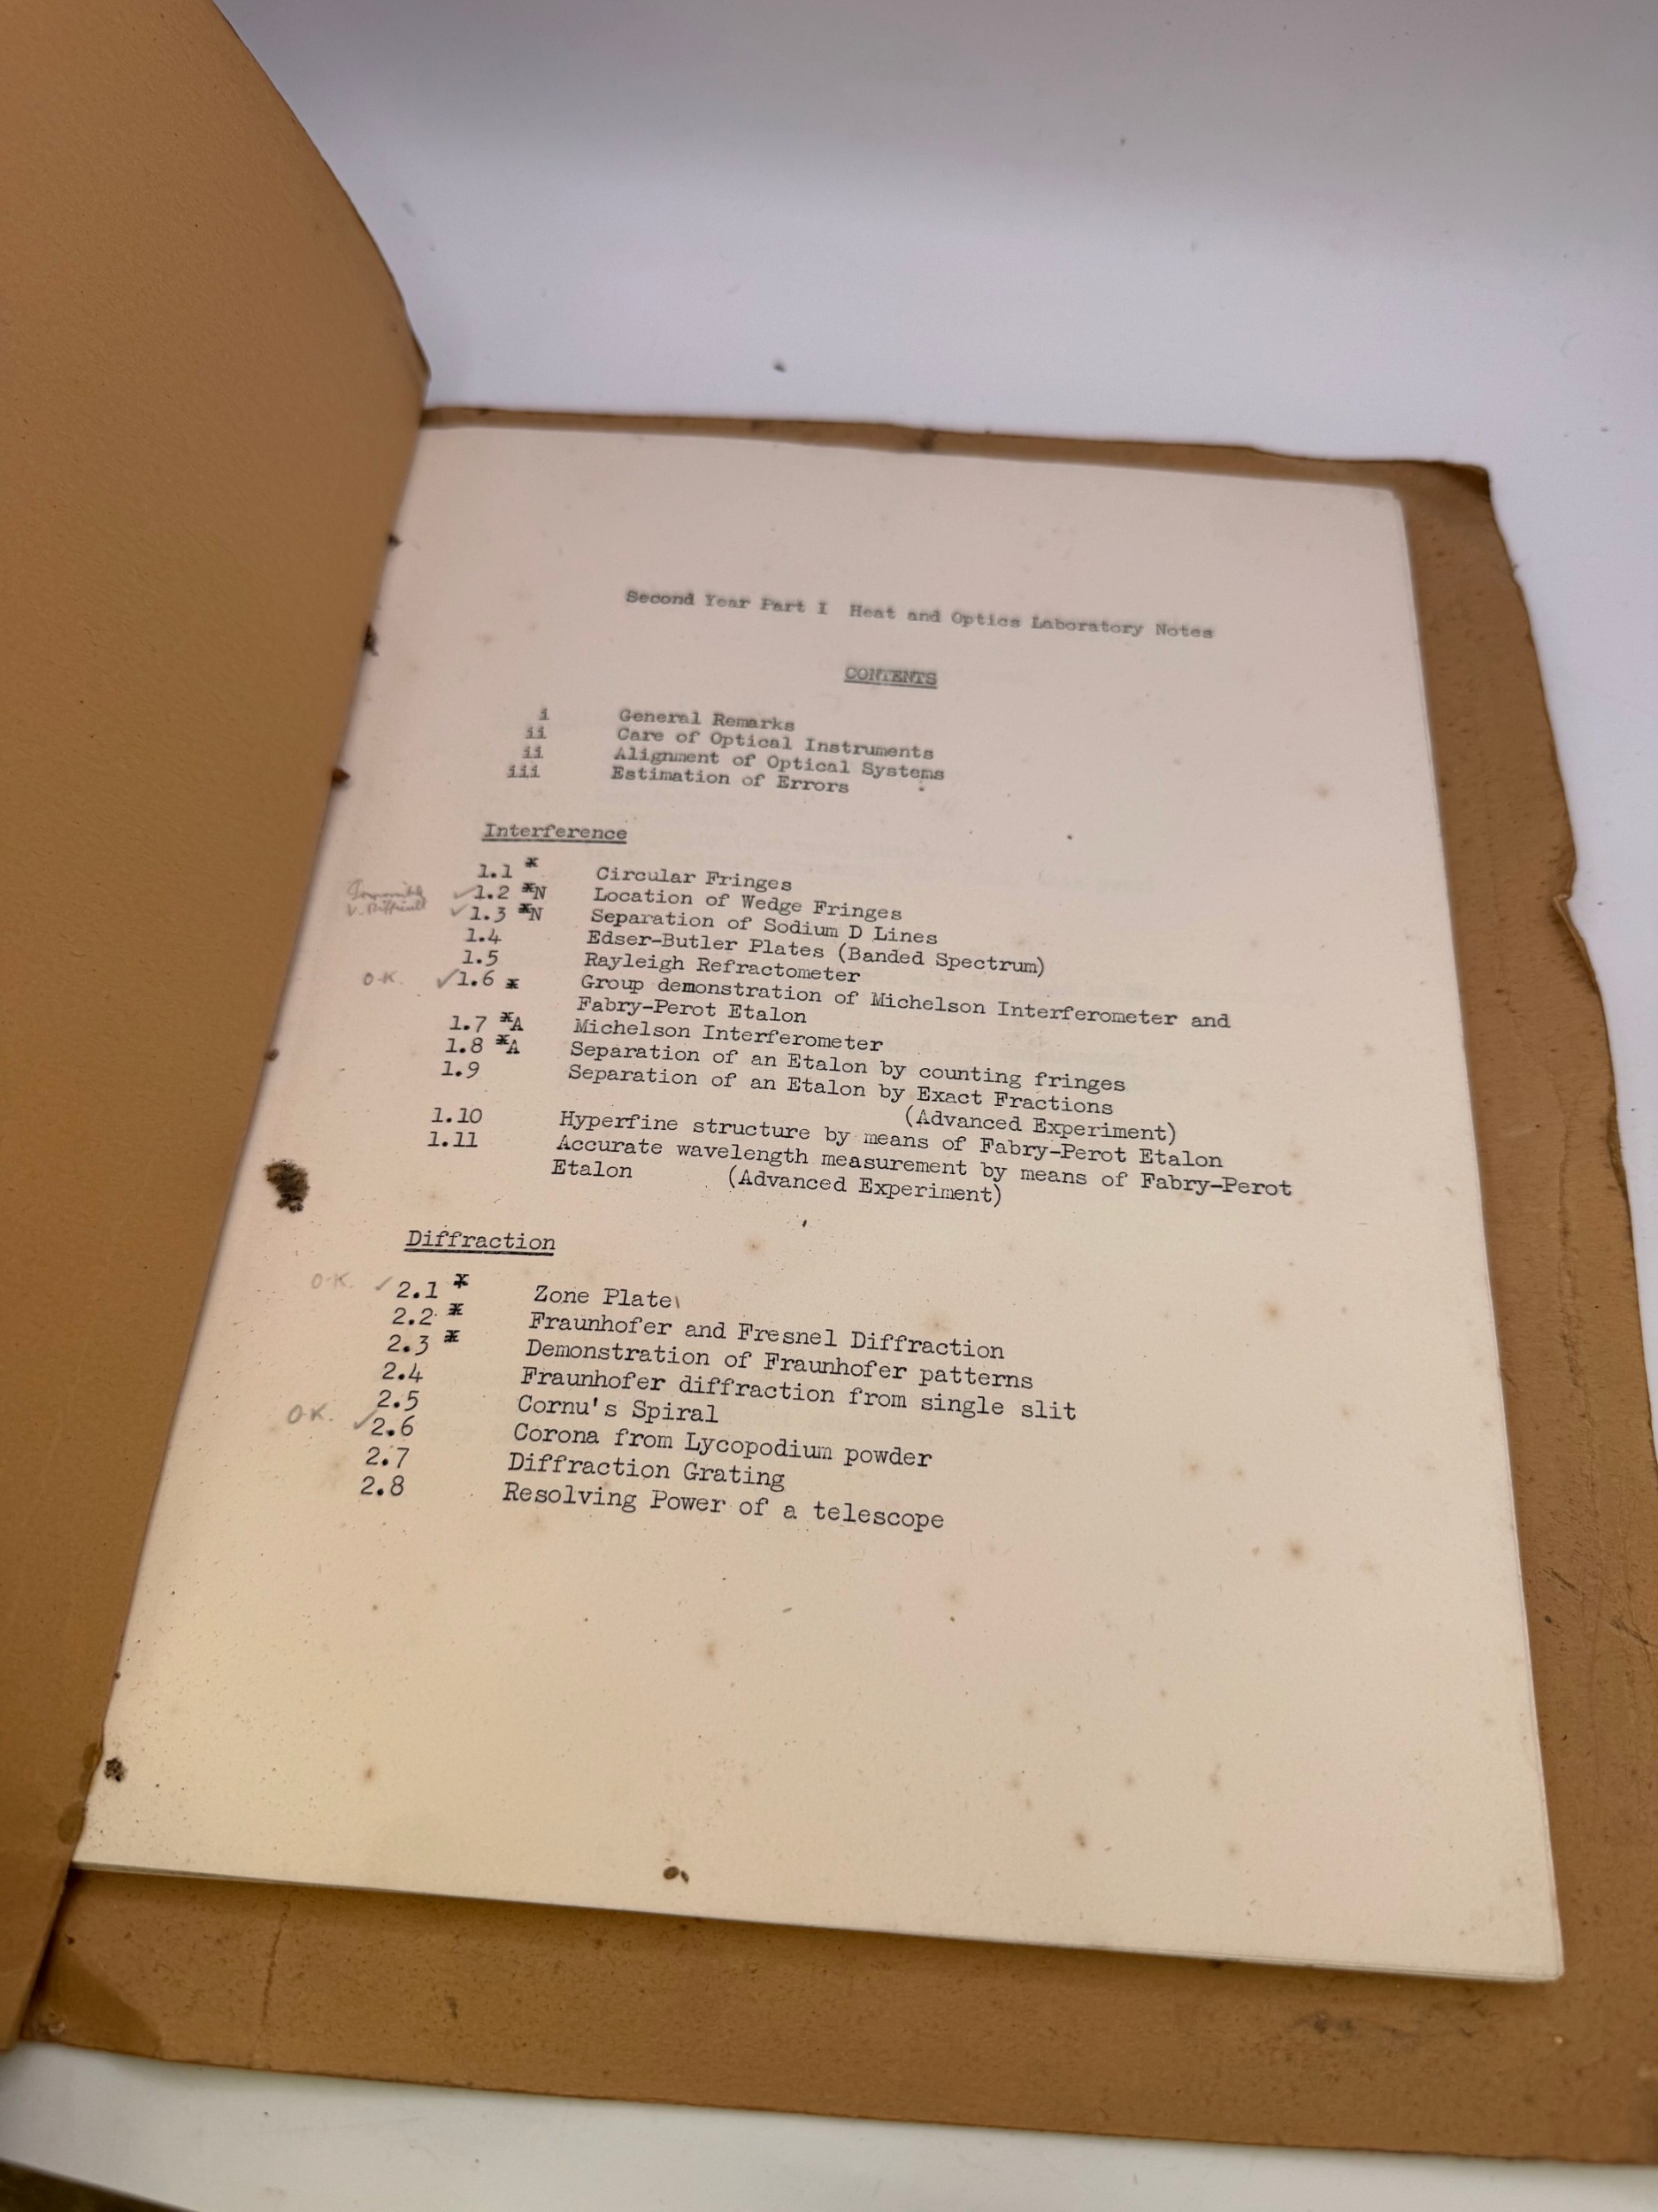 Second Year Part I  Heat and Optics Laboratory Notes
CONTENTS
i General Remarks
ii Care of Optical Instruments
ii Alignment of Optical Systems
iii Estimation of Errors
Interference
1.1 * Circular Fringes
✓ 1.2 *N Location of Wedge Fringes
V. Difficult ✓ 1.3 *N Separation of Sodium D Lines
1.4 Edser-Butler Plates (Banded Spectrum)
1.5 Rayleigh Refractometer
O.K. ✓ 1.6 * Group demonstration of Michelson Interferometer and
Fabry-Perot Etalon
1.7 *A Michelson Interferometer
1.8 *A Separation of an Etalon by counting fringes
1.9 Separation of an Etalon by Exact Fractions
(Advanced Experiment)
1.10 Hyperfine structure by means of Fabry-Perot Etalon
1.11 Accurate wavelength measurement by means of Fabry-Perot
Etalon (Advanced Experiment)
Diffraction
O.K. ✓ 2.1 * Zone Plate
2.2 * Fraunhofer and Fresnel Diffraction
2.3 * Demonstration of Fraunhofer patterns
2.4 Fraunhofer diffraction from single slit
2.5 Cornu's Spiral
O.K. ✓ 2.6 Corona from Lycopodium powder
2.7 Diffraction Grating
2.8 Resolving Power of a telescope